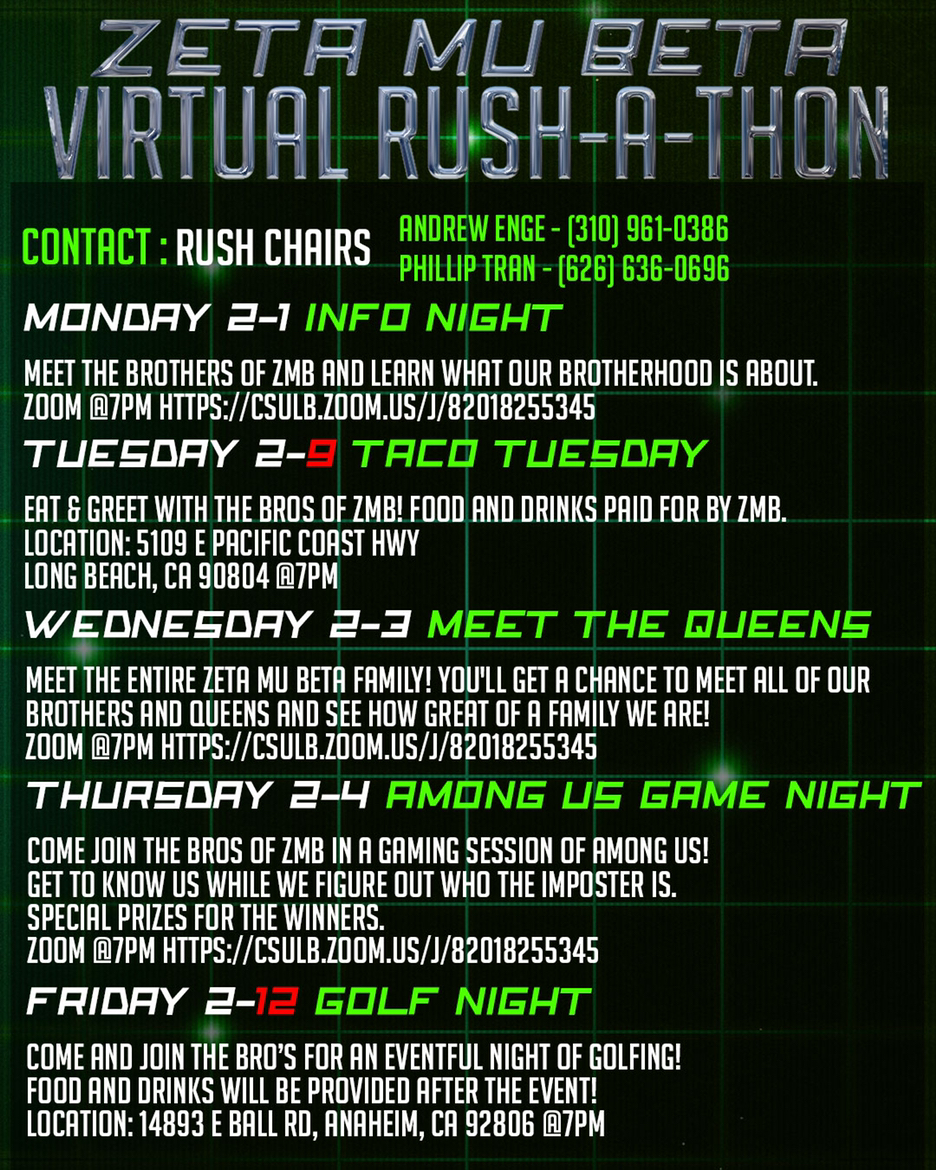 ZETA MU BETA
VIRTUAL RUSH-A-THON
CONTACT : RUSH CHAIRS
ANDREW ENGE - (310) 961-0386
PHILLIP TRAN - (626) 636-0696
MONDAY 2-1 INFO NIGHT
MEET THE BROTHERS OF ZMB AND LEARN WHAT OUR BROTHERHOOD IS ABOUT.
ZOOM @7PM HTTPS://CSULB.ZOOM.US/J/82018255345
TUESDAY 2-9 TACO TUESDAY
EAT & GREET WITH THE BROS OF ZMB! FOOD AND DRINKS PAID FOR BY ZMB.
LOCATION: 5109 E PACIFIC COAST HWY
LONG BEACH, CA 90804 @7PM
WEDNESDAY 2-3 MEET THE QUEENS
MEET THE ENTIRE ZETA MU BETA FAMILY! YOU'LL GET A CHANCE TO MEET ALL OF OUR
BROTHERS AND QUEENS AND SEE HOW GREAT OF A FAMILY WE ARE!
ZOOM @7PM HTTPS://CSULB.ZOOM.US/J/82018255345
THURSDAY 2-4 AMONG US GAME NIGHT
COME JOIN THE BROS OF ZMB IN A GAMING SESSION OF AMONG US!
GET TO KNOW US WHILE WE FIGURE OUT WHO THE IMPOSTER IS.
SPECIAL PRIZES FOR THE WINNERS.
ZOOM @7PM HTTPS://CSULB.ZOOM.US/J/82018255345
FRIDAY 2-12 GOLF NIGHT
COME AND JOIN THE BRO'S FOR AN EVENTFUL NIGHT OF GOLFING!
FOOD AND DRINKS WILL BE PROVIDED AFTER THE EVENT!
LOCATION: 14893 E BALL RD, ANAHEIM, CA 92806 @7PM